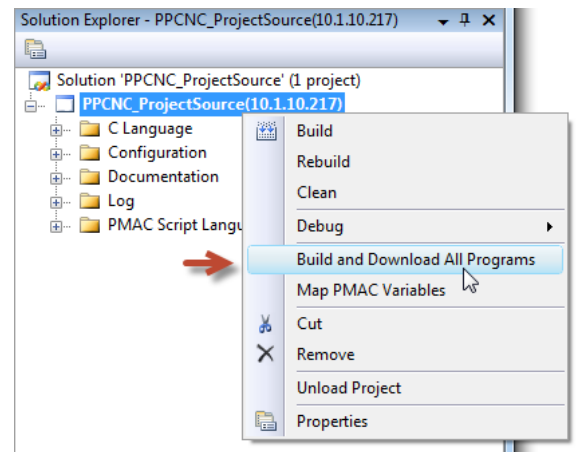 Solution Explorer - PPCNC_ProjectSource(10.1.10.217)
Solution 'PPCNC_ProjectSource' (1 project)
PPCNC_ProjectSource(10.1.10.217)
C Language
Configuration
Documentation
Log
PMAC Script Langu
Build
Rebuild
Clean
Debug
Build and Download All Programs
Map PMAC Variables
Cut
Remove
Unload Project
Properties